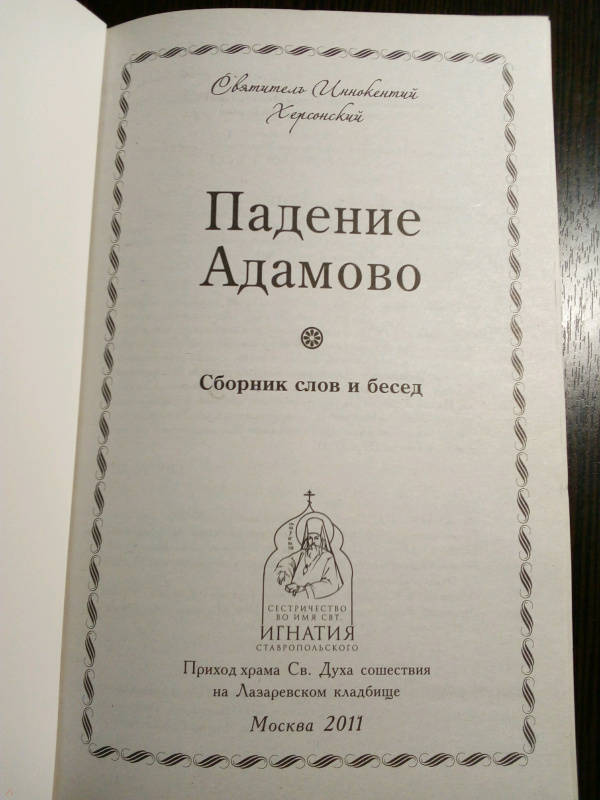 Святитель Иннокентий
Херсонский
Падение
Адамово
Сборник слов и бесед
СЕСТРИЧЕСТВО
ВО ИМЯ СВТ.
ИГНАТИЯ
СТАВРОПОЛЬСКОГО
Приход храма Св. Духа сошествия
на Лазаревском кладбище
Москва 2011